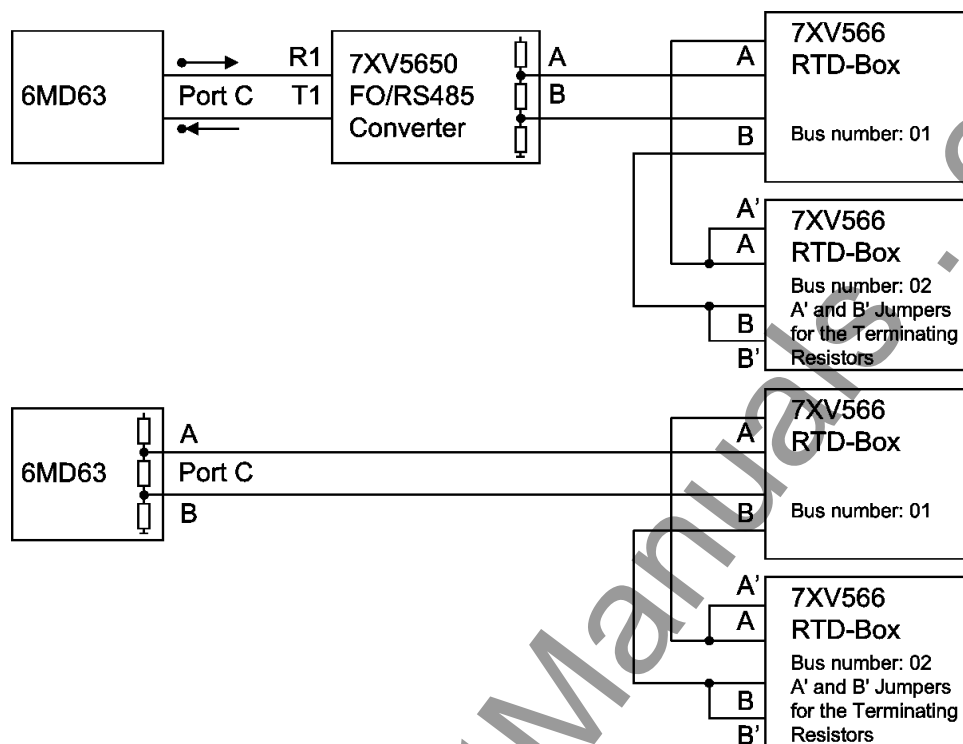 6MD63
R1
Port C
T1
7XV5650
FO/RS485
Converter
A
B
A
B
7XV566
RTD-Box
Bus number: 01
A'
A
B
B'
7XV566
RTD-Box
Bus number: 02
A' and B' Jumpers
for the Terminating
Resistors
6MD63
A
Port C
B
A
B
7XV566
RTD-Box
Bus number: 01
A'
A
B
B'
7XV566
RTD-Box
Bus number: 02
A' and B' Jumpers
for the Terminating
Resistors
Manuals .